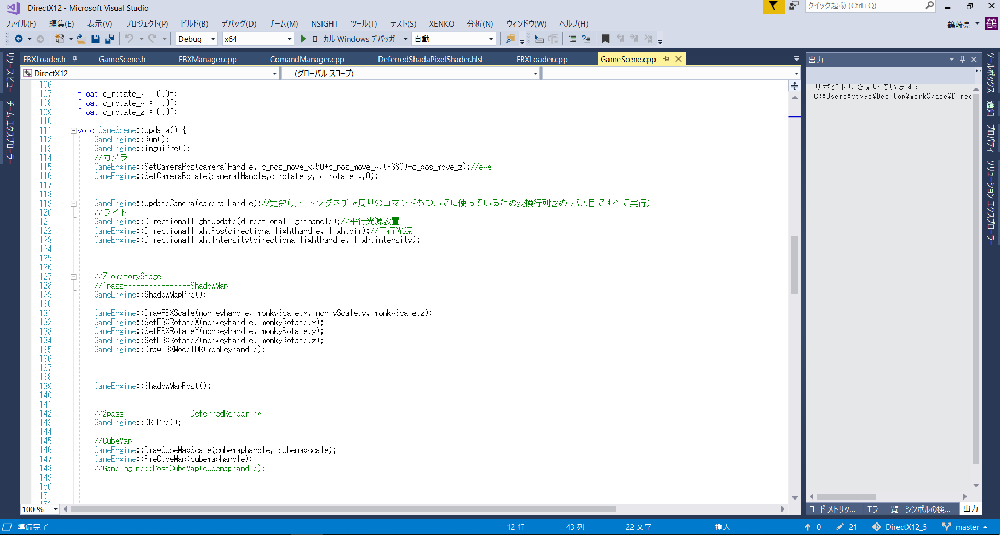 DirectX12 - Microsoft Visual Studio
クイック起動 (Ctrl+Q)
ファイル(F) 編集(E) 表示(V) プロジェクト(P) ビルド(B) デバッグ(D) チーム(M) NSIGHT ツール(T) テスト(S) XENKO 分析(N) ウィンドウ(W) ヘルプ(H)
鶴崎亮 鶴
Debug x64 ローカル Windows デバッガー 自動
リソース ビュー
チーム エクスプローラー
FBXLoader.h GameScene.h FBXManager.cpp ComandManager.cpp DeferredShadaPixelShader.hlsl FBXLoader.cpp GameScene.cpp
DirectX12 (グローバル スコープ)
106
107 float c_rotate_x = 0.0f;
108 float c_rotate_y = 1.0f;
109 float c_rotate_z = 0.0f;
110
111 void GameScene::Updata() {
112 GameEngine::Run();
113 GameEngine::imguiPre();
114 //カメラ
115 GameEngine::SetCameraPos(camera1Handle, c_pos_move_x,50+c_pos_move_y,(-380)+c_pos_move_z);//eye
116 GameEngine::SetCameraRotate(camera1Handle,c_rotate_y, c_rotate_x,0);
117
118
119 GameEngine::UpdateCamera(camera1Handle);//定数(ルートシグネチャ周りのコマンドもついでに使っているため変換行列含め1パス目ですべて実行)
120 //ライト
121 GameEngine::DirectionallightUpdate(directionallighthandle);//平行光源設置
122 GameEngine::DirectionallightPos(directionallighthandle, lightdir);//平行光源
123 GameEngine::DirectionallightIntensity(directionallighthandle, lightintensity);
124
125
126
127 //ZiometoryStage===========================
128 //1pass----------------ShadowMap
129 GameEngine::ShadowMapPre();
130
131 GameEngine::DrawFBXScale(monkeyhandle, monkyScale.x, monkyScale.y, monkyScale.z);
132 GameEngine::SetFBXRotateX(monkeyhandle, monkyRotate.x);
133 GameEngine::SetFBXRotateY(monkeyhandle, monkyRotate.y);
134 GameEngine::SetFBXRotateZ(monkeyhandle, monkyRotate.z);
135 GameEngine::DrawFBXModelDR(monkeyhandle);
136
137
138
139 GameEngine::ShadowMapPost();
140
141
142 //2pass----------------DeferredRendaring
143 GameEngine::DR_Pre();
144
145 //CubeMap
146 GameEngine::DrawCubeMapScale(cubemaphandle, cubemapscale);
147 GameEngine::PreCubeMap(cubemaphandle);
148 //GameEngine::PostCubeMap(cubemaphandle);
149
150
151
100 %
出力
リポジトリを開いています:
C:¥Users¥vtyye¥Desktop¥WorkSpace¥Direc
コード メトリッ... エラー一覧 シンボルの検... 出力
ツールボックス
通知
プロパティ
ソリューション エクスプローラー
準備完了 12 行 43 列 22 文字 挿入 0 21 DirectX12_5 master